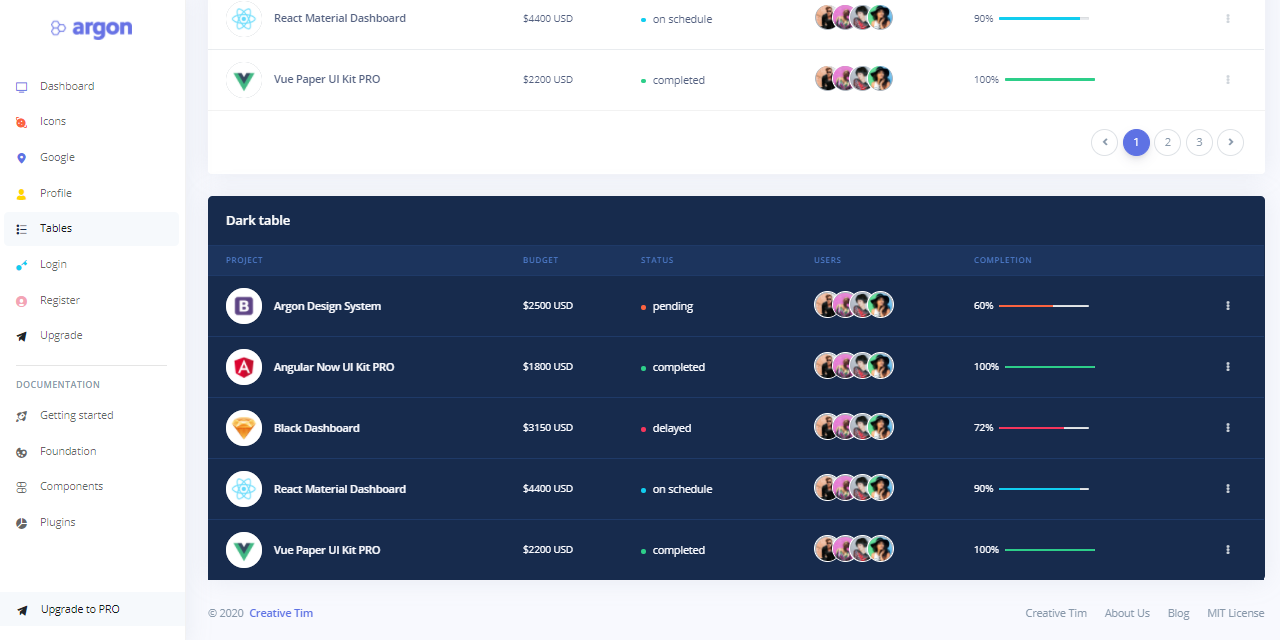 argon
Dashboard
Icons
Google
Profile
Tables
Login
Register
Upgrade
DOCUMENTATION
Getting started
Foundation
Components
Plugins
Upgrade to PRO
React Material Dashboard $4400 USD on schedule 90%
Vue Paper UI Kit PRO $2200 USD completed 100%
1 2 3
Dark table
PROJECT BUDGET STATUS USERS COMPLETION
B Argon Design System $2500 USD pending 60%
A Angular Now UI Kit PRO $1800 USD completed 100%
Black Dashboard $3150 USD delayed 72%
React Material Dashboard $4400 USD on schedule 90%
Vue Paper UI Kit PRO $2200 USD completed 100%
© 2020 Creative Tim Creative Tim About Us Blog MIT License